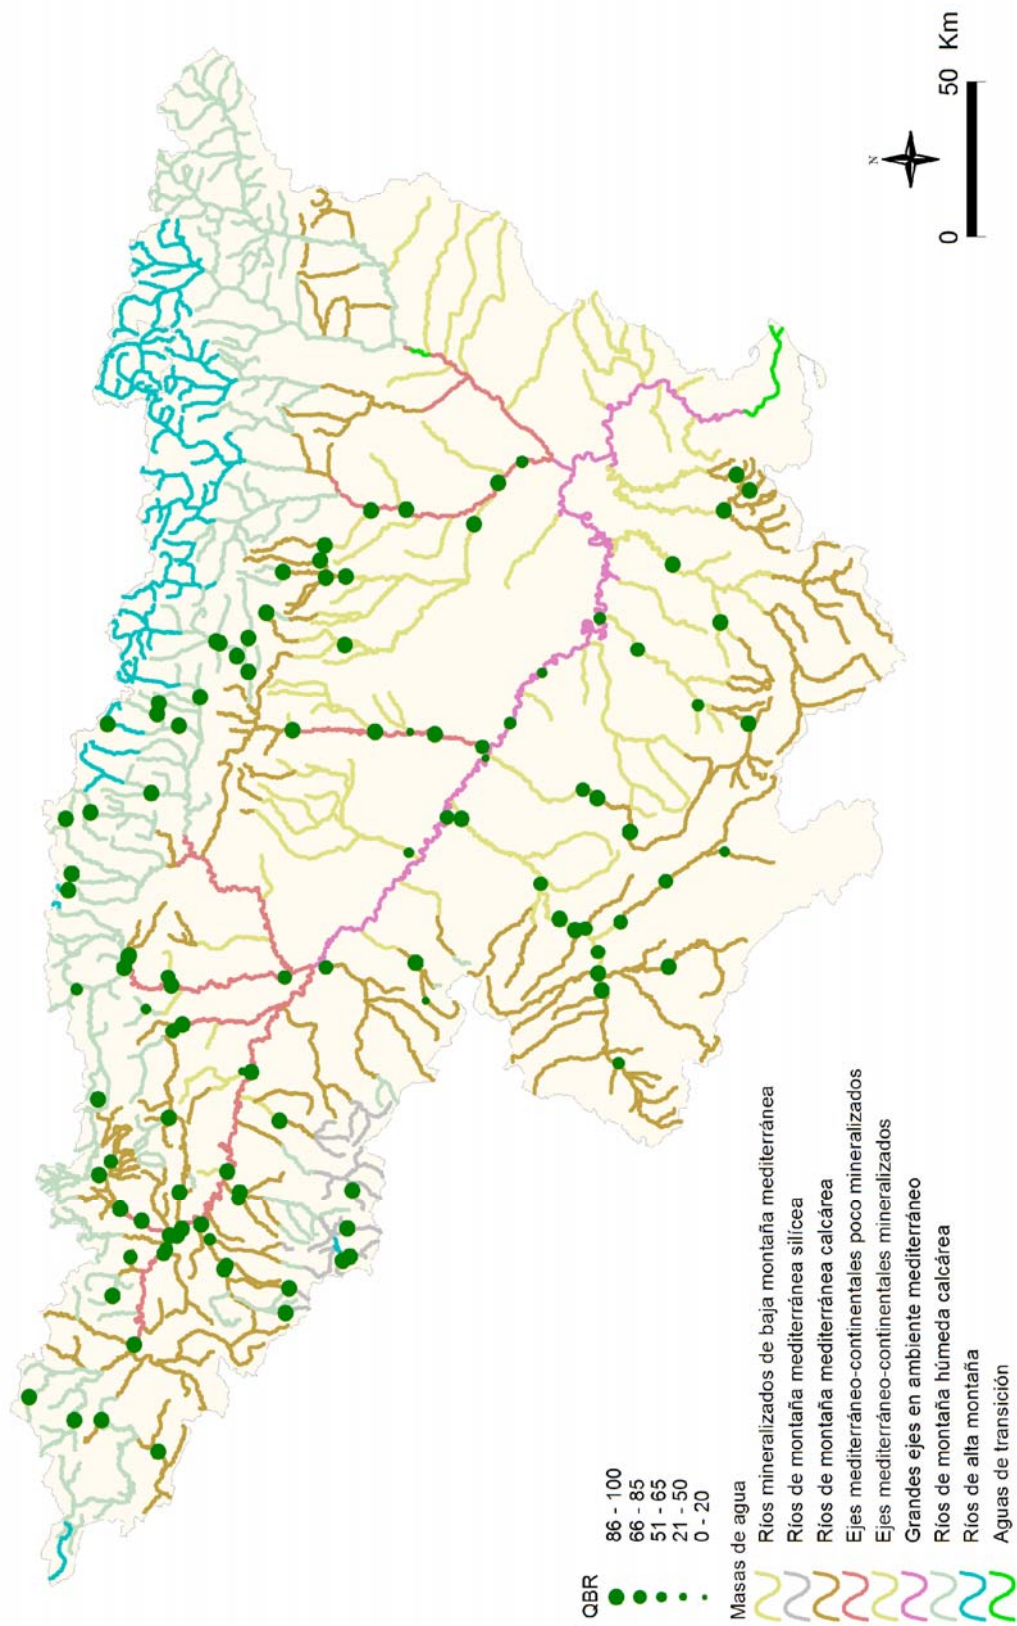 N
0 50 Km
QBR
86 - 100
66 - 85
51 - 65
21 - 50
0 - 20
Masas de agua
Ríos mineralizados de baja montaña mediterránea
Ríos de montaña mediterránea silícea
Ríos de montaña mediterránea calcárea
Ejes mediterráneo-continentales poco mineralizados
Ejes mediterráneo-continentales mineralizados
Grandes ejes en ambiente mediterráneo
Ríos de montaña húmeda calcárea
Ríos de alta montaña
Aguas de transición